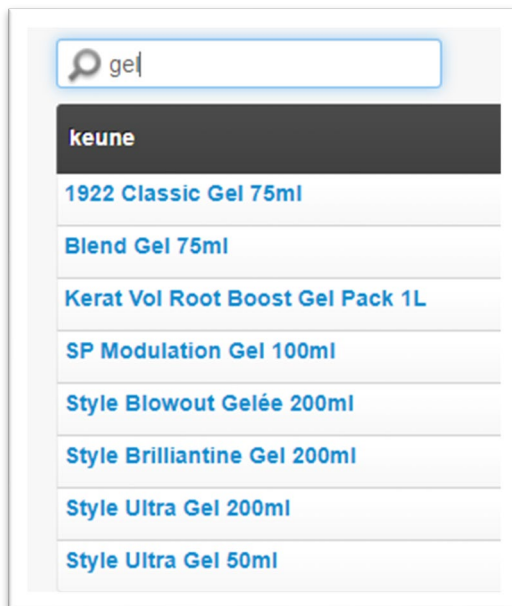 gel
keune
1922 Classic Gel 75ml
Blend Gel 75ml
Kerat Vol Root Boost Gel Pack 1L
SP Modulation Gel 100ml
Style Blowout Gelée 200ml
Style Brilliantine Gel 200ml
Style Ultra Gel 200ml
Style Ultra Gel 50ml